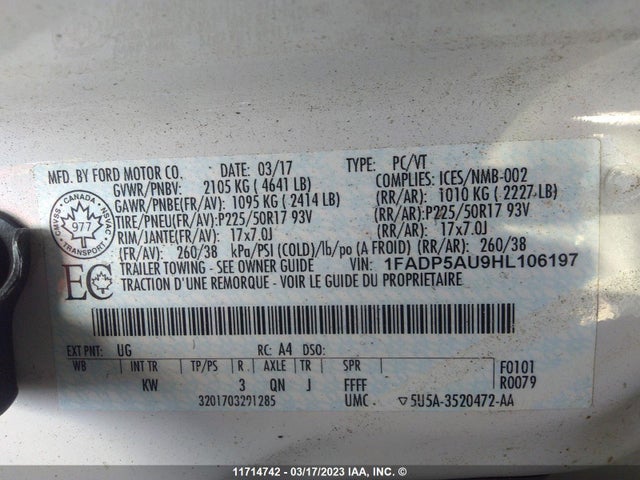 MFD. BY FORD MOTOR CO. DATE: 03/17 TYPE: PC/VT
GVWR/PNBV: 2105 KG ( 4641 LB) COMPLIES: ICES/NMB-002
GAWR/PNBE(FR/AV): 1095 KG ( 2414 LB) (RR/AR): 1010 KG ( 2227 LB)
TIRE/PNEU(FR/AV): P225/50R17 93V (RR/AR): P225/50R17 93V
RIM/JANTE(FR/AV): 17x7.0J (RR/AR): 17x7.0J
(FR/AV): 260/38 kPa/PSI (COLD)/lb/po (A FROID) (RR/AR): 260/38
TRAILER TOWING - SEE OWNER GUIDE VIN: 1FADP5AU9HL106197
TRACTION D'UNE REMORQUE - VOIR LE GUIDE DU PROPRIETAIRE
CANADA
977
EC
EXT PNT: UG RC: A4 DSO:
WB INT TR TP/PS R AXLE TR SPR F0101
KW 3 QN J FFFF R0079
3201703291285 UMC ▽5U5A-3520472-AA
11714742 - 03/17/2023 IAA, INC. ©